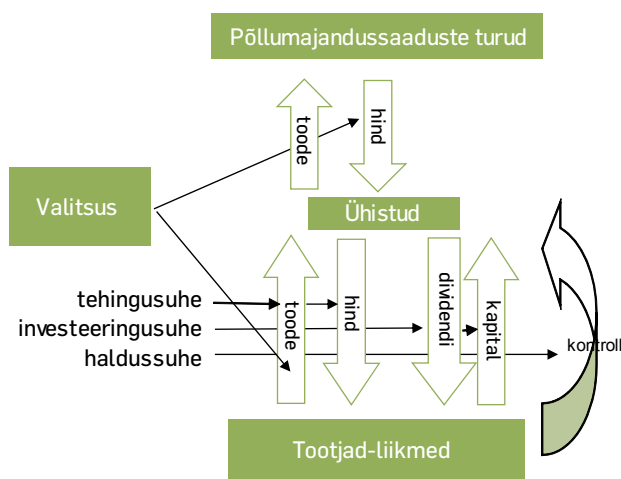 Põllumajandussaaduste turud
toode
hind
Valitsus
Ühistud
tehingusuhe
investeeringusuhe
haldussuhe
toode
hind
dividendi
kapital
kontroll
Tootjad-liikmed